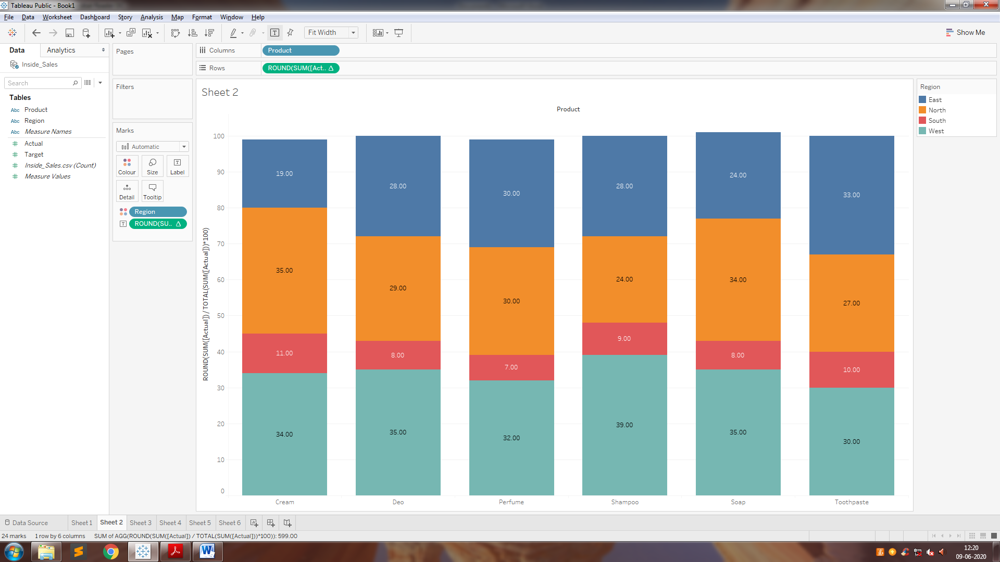 Tableau Public - Book1
File Data Worksheet Dashboard Story Analysis Map Format Window Help
Fit Width
Show Me
Data Analytics
Inside_Sales
Search
Tables
Abc Product
Abc Region
Abc Measure Names
# Actual
# Target
# Inside_Sales.csv (Count)
# Measure Values
Pages
Filters
Marks
Automatic
Colour Size T Label
Detail Tooltip
Region
T ROUND(SU.. Δ
Columns Product
Rows ROUND(SUM([Act.. Δ
Sheet 2
Product
ROUND(SUM([Actual]) / TOTAL(SUM([Actual]))*100)
100
90
80
70
60
50
40
30
20
10
0
19.00 28.00 30.00 28.00 24.00 33.00
35.00 29.00 30.00 24.00 34.00 27.00
11.00 8.00 7.00 9.00 8.00 10.00
34.00 35.00 32.00 39.00 35.00 30.00
Cream Deo Perfume Shampoo Soap Toothpaste
Region
East
North
South
West
Data Source Sheet 1 Sheet 2 Sheet 3 Sheet 4 Sheet 5 Sheet 6
24 marks 1 row by 6 columns SUM of AGG(ROUND(SUM([Actual]) / TOTAL(SUM([Actual]))*100)): 599.00
12:20
09-06-2020